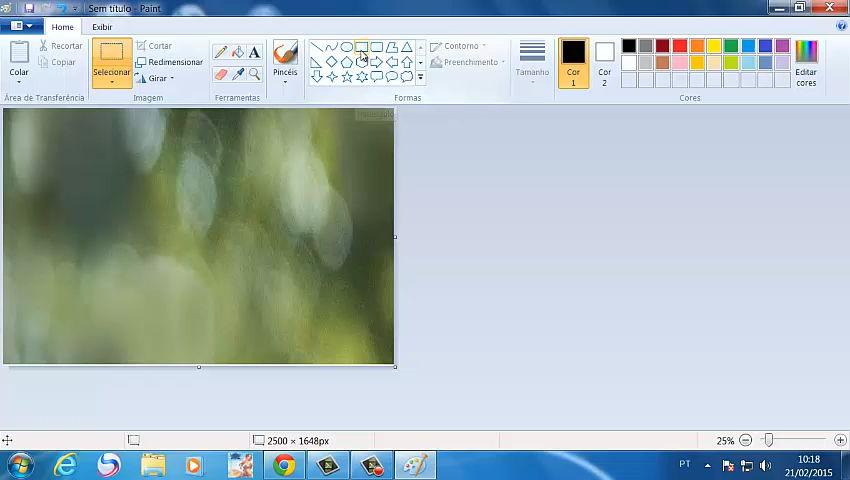 Sem título - Paint
Home Exibir
Colar
Recortar
Copiar
Área de Transferência
Selecionar
Cortar
Redimensionar
Girar
Imagem
A
Ferramentas
Pincéis
Contorno
Preenchimento
Formas
Tamanho
Cor
1
Cor
2
Editar
cores
Cores
2500 × 1648px
25%
PT
10:18
21/02/2015